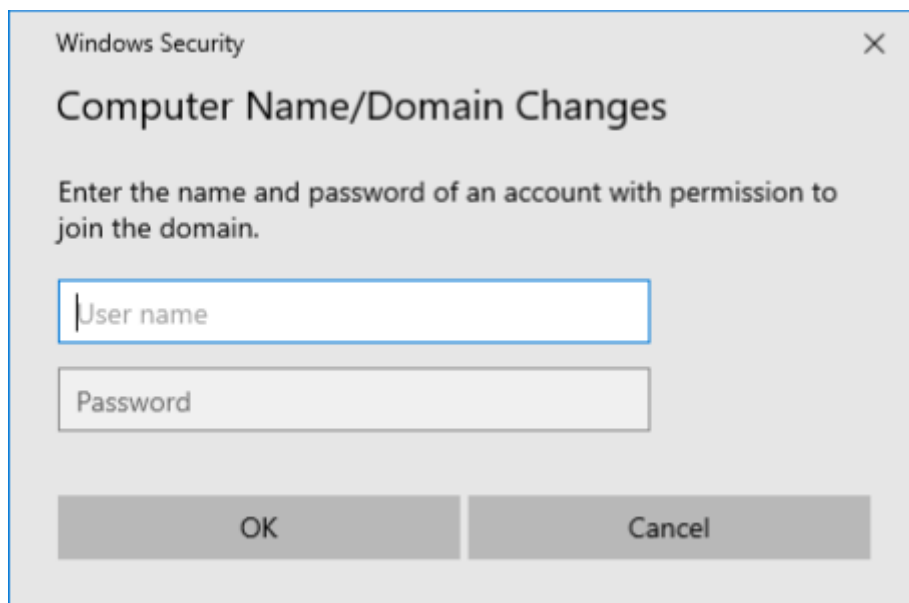 Windows Security
Computer Name/Domain Changes
Enter the name and password of an account with permission to
join the domain.
User name
Password
OK
Cancel